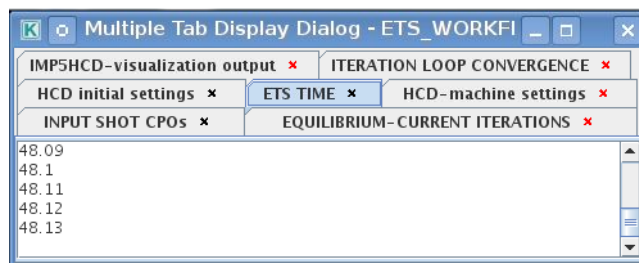 Multiple Tab Display Dialog - ETS_WORKFI
IMP5HCD-visualization output × ITERATION LOOP CONVERGENCE ×
HCD initial settings × ETS TIME × HCD-machine settings ×
INPUT SHOT CPOs × EQUILIBRIUM-CURRENT ITERATIONS ×
48.09
48.1
48.11
48.12
48.13